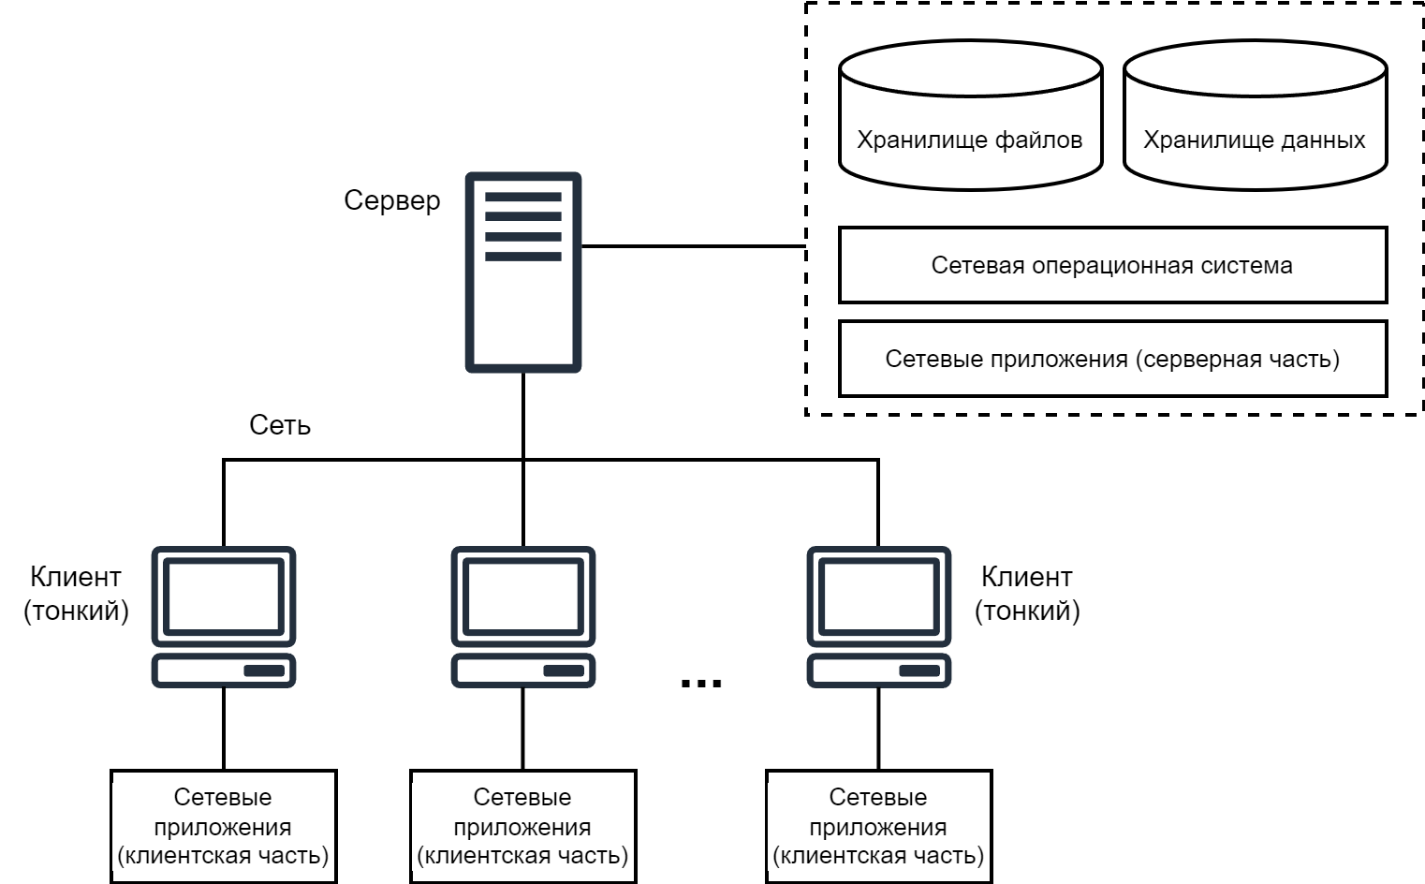 Хранилище файлов
Хранилище данных
Сервер
Сетевая операционная система
Сетевые приложения (серверная часть)
Сеть
Клиент
(тонкий)
Клиент
(тонкий)
...
Сетевые
приложения
(клиентская часть)
Сетевые
приложения
(клиентская часть)
Сетевые
приложения
(клиентская часть)